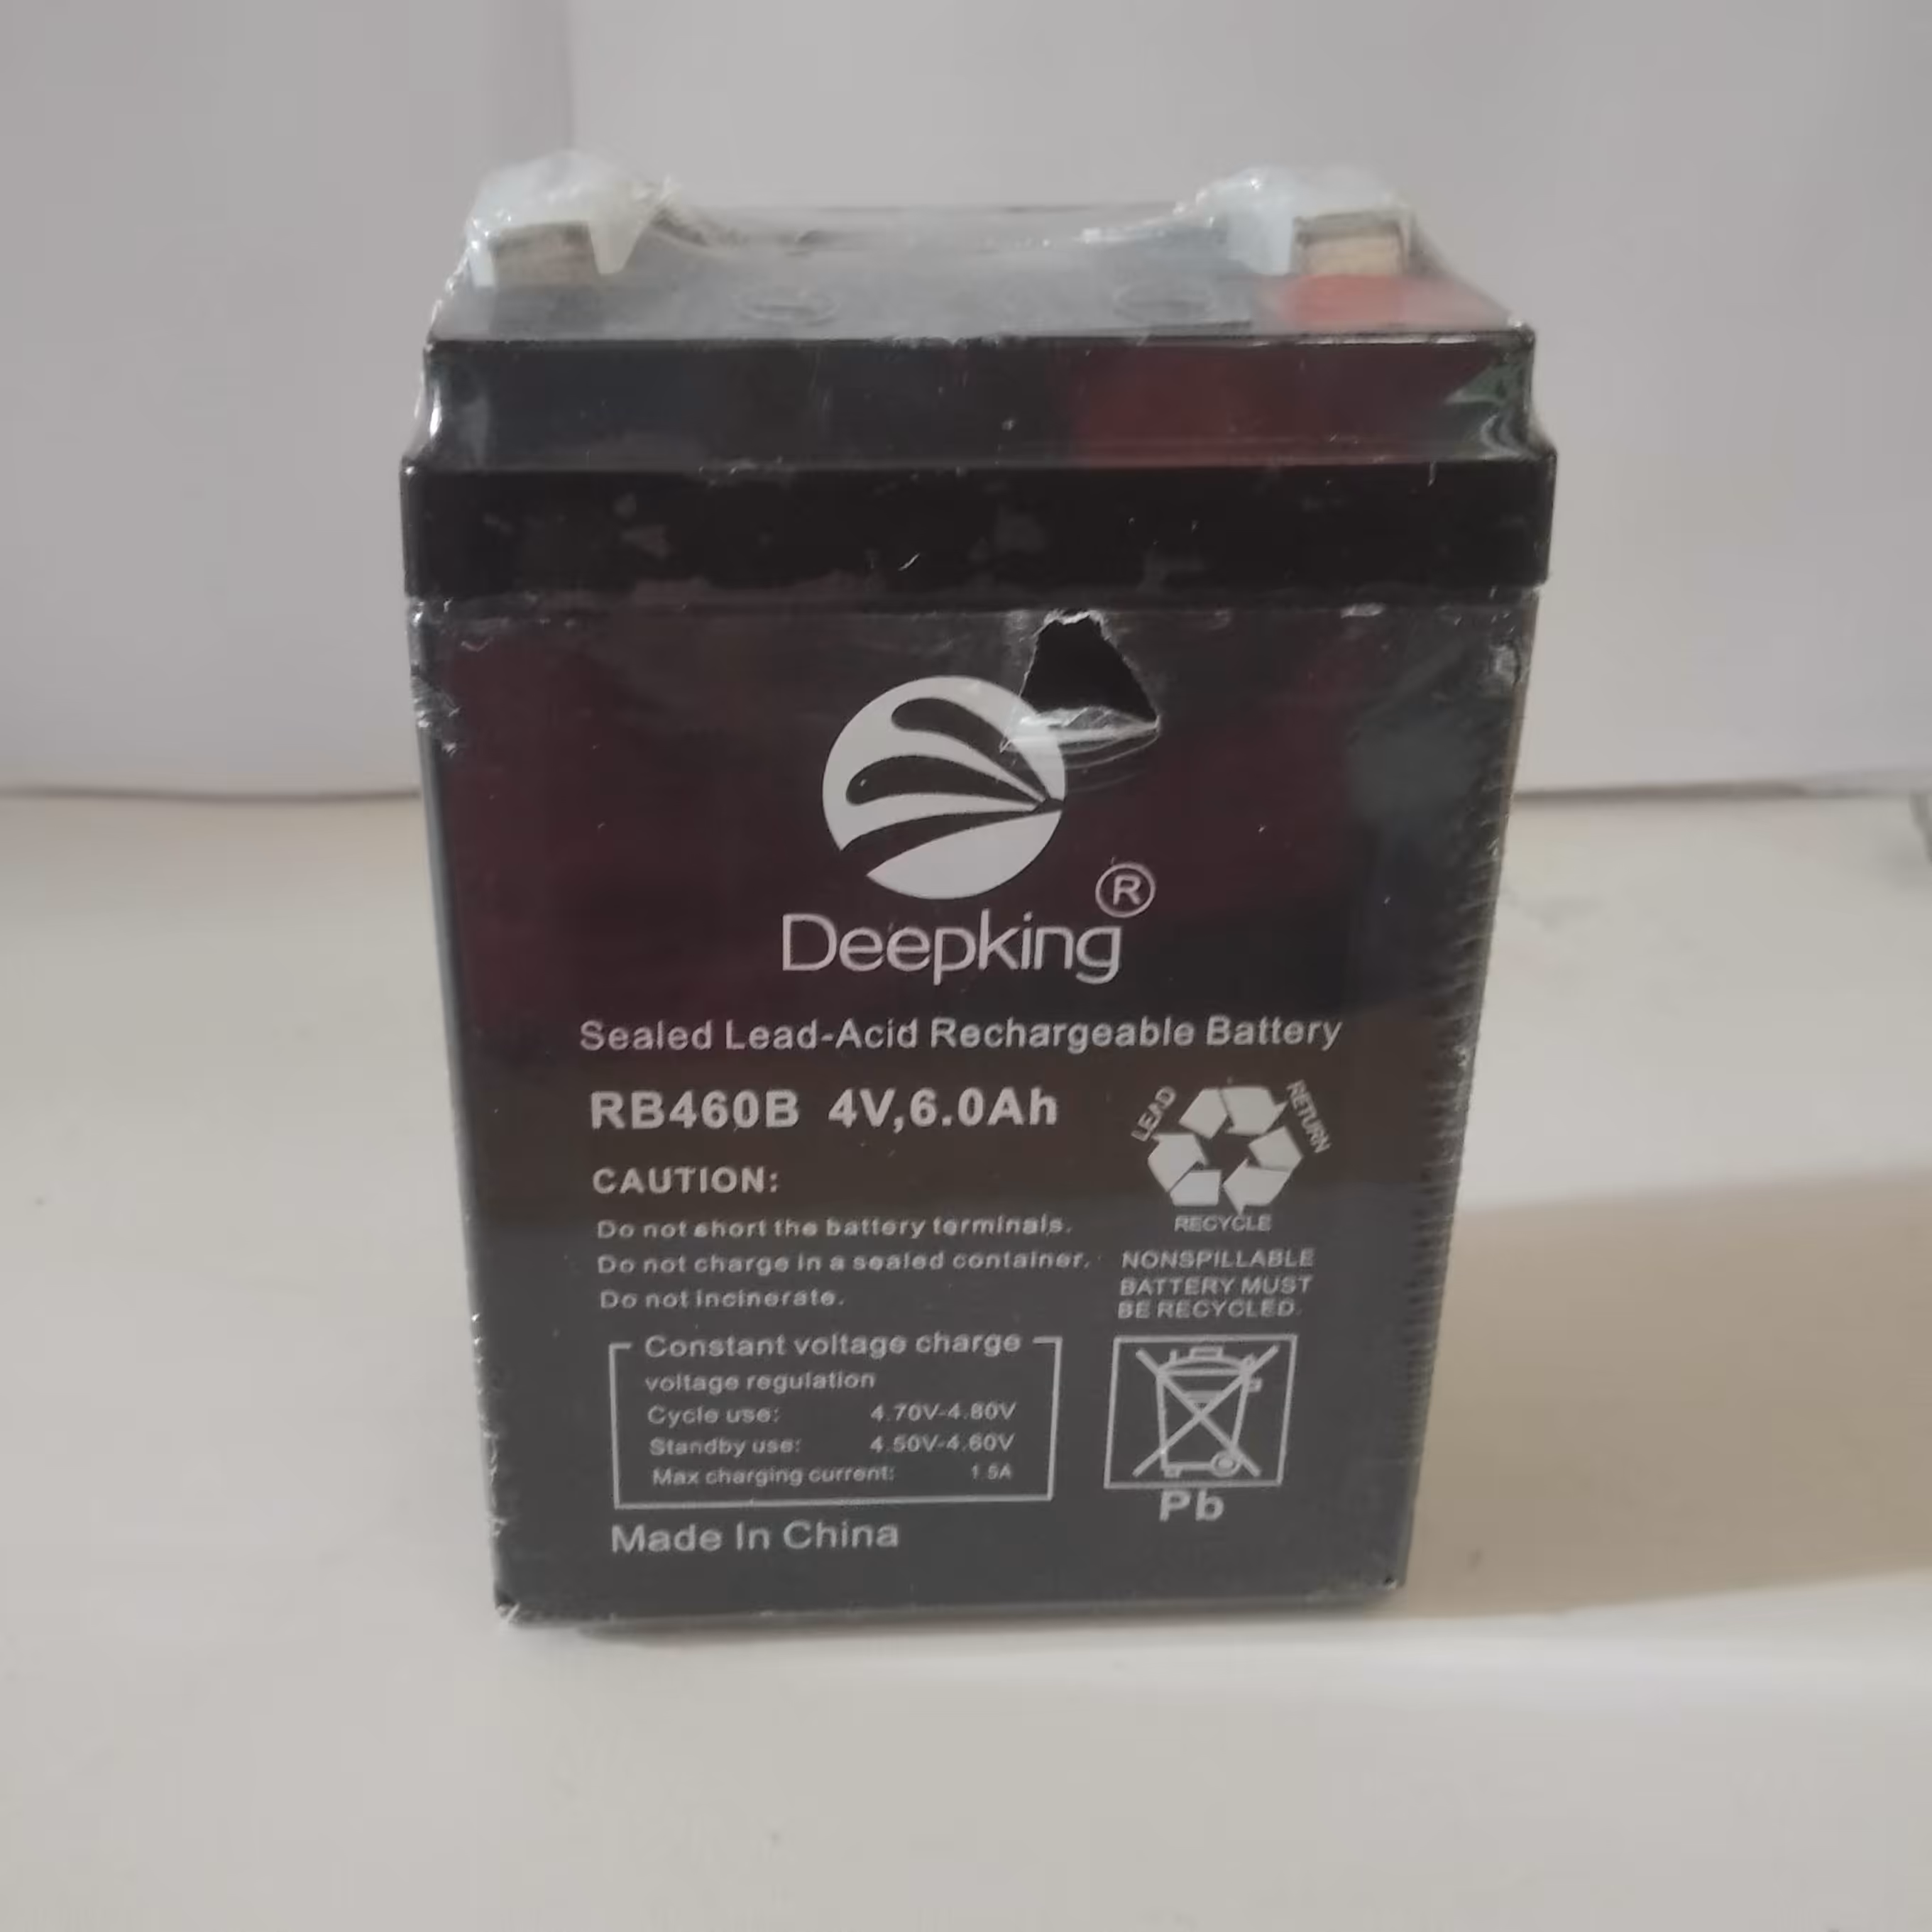 Deepking®
Sealed Lead-Acid Rechargeable Battery
RB460B 4V,6.0Ah
LEAD
RETURN
RECYCLE
CAUTION:
Do not short the battery terminals.
Do not charge in a sealed container.
Do not incinerate.
NONSPILLABLE
BATTERY MUST
BE RECYCLED.
Constant voltage charge
voltage regulation
Cycle use: 4.70V-4.80V
Standby use: 4.50V-4.60V
Max charging current: 1.5A
Pb
Made In China